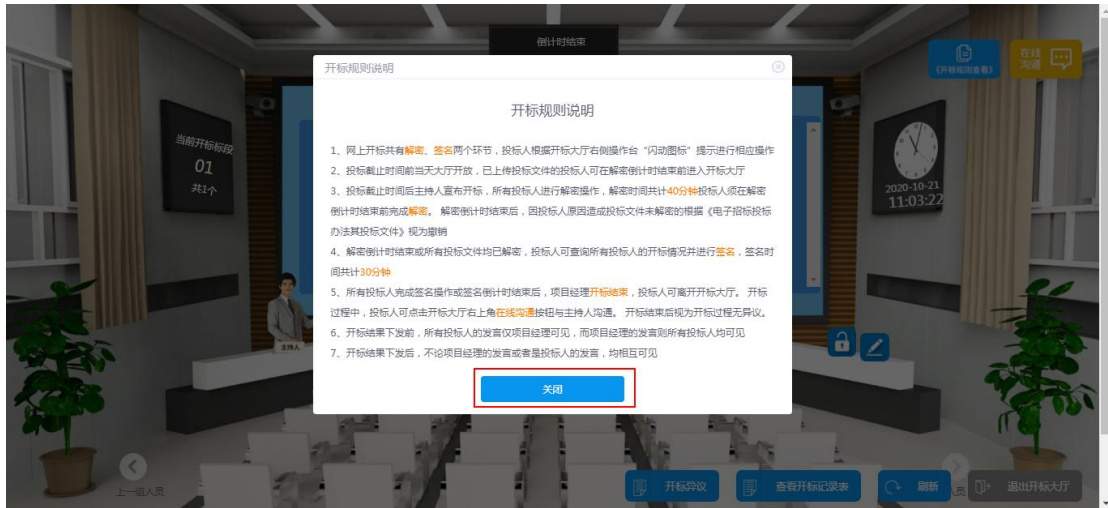 倒计时结束
《开标规则查看》
在线
沟通
开标规则说明
开标规则说明
当前开标标段
01
共1个
2020-10-21
11:03:22
1、网上开标共有解密、签名两个环节，投标人根据开标大厅右侧操作台“闪动图标”提示进行相应操作
2、投标截止时间前当天大厅开放，已上传投标文件的投标人可在解密倒计时结束前进入开标大厅
3、投标截止时间后主持人宣布开标，所有投标人进行解密操作，解密时间共计40分钟投标人须在解密
倒计时结束前完成解密。 解密倒计时结束后，因投标人原因造成投标文件未解密的根据《电子招标投标
办法其投标文件》视为撤销
4、解密倒计时结束或所有投标文件均已解密，投标人可查询所有投标人的开标情况并进行签名，签名时
间共计30分钟
5、所有投标人完成签名操作或签名倒计时结束后，项目经理开标结束，投标人可离开开标大厅。 开标
过程中，投标人可点击开标大厅右上角在线沟通按钮与主持人沟通。 开标结束后视为开标过程无异议。
6、开标结果下发前，所有投标人的发言仅项目经理可见，而项目经理的发言则所有投标人均可见
7、开标结果下发后，不论项目经理的发言或者是投标人的发言，均相互可见
主持人
关闭
上一组人员
开标异议
查看开标记录表
刷新
员
退出开标大厅